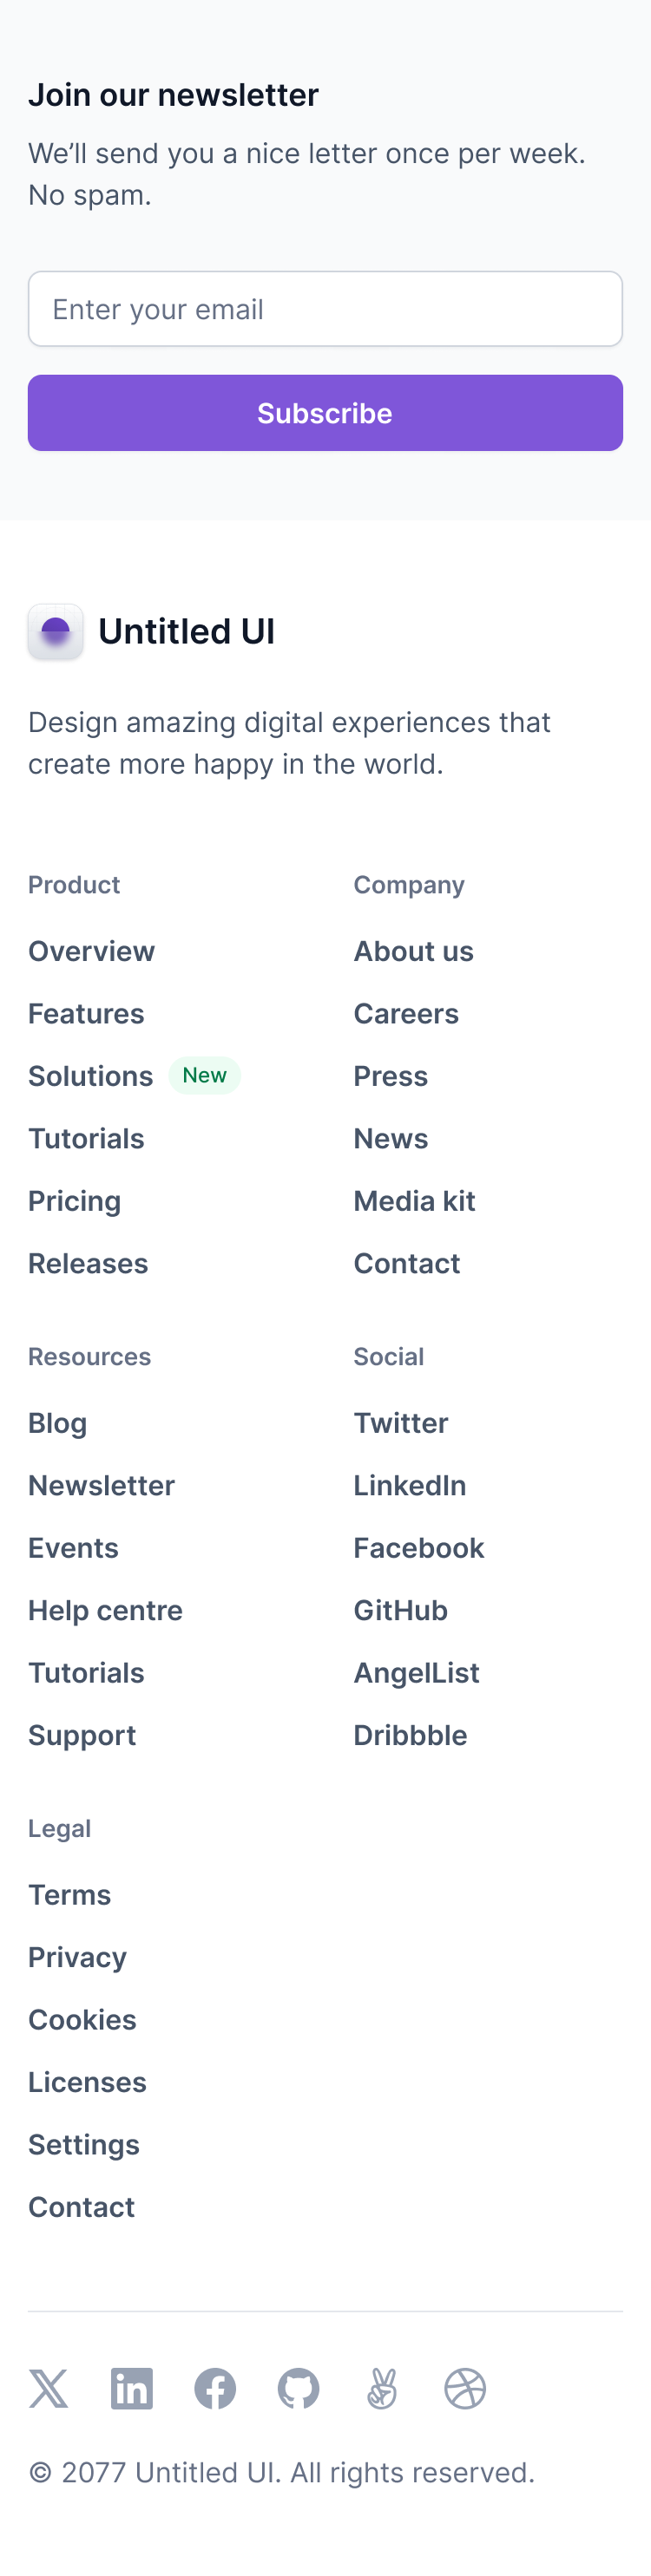 Join our newsletter
We’ll send you a nice letter once per week.
No spam.
Enter your email
Subscribe
Untitled UI
Design amazing digital experiences that
create more happy in the world.
Product
Overview
Features
Solutions New
Tutorials
Pricing
Releases
Company
About us
Careers
Press
News
Media kit
Contact
Resources
Blog
Newsletter
Events
Help centre
Tutorials
Support
Social
Twitter
LinkedIn
Facebook
GitHub
AngelList
Dribbble
Legal
Terms
Privacy
Cookies
Licenses
Settings
Contact
© 2077 Untitled UI. All rights reserved.